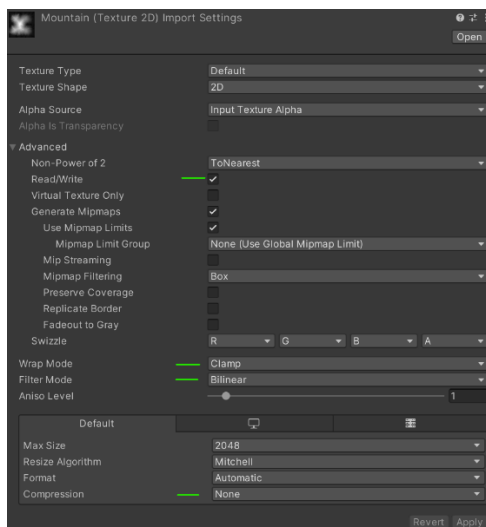 Mountain (Texture 2D) Import Settings
Open
Texture Type Default
Texture Shape 2D
Alpha Source Input Texture Alpha
Alpha Is Transparency
Advanced
Non-Power of 2 ToNearest
Read/Write
Virtual Texture Only
Generate Mipmaps
Use Mipmap Limits
Mipmap Limit Group None (Use Global Mipmap Limit)
Mip Streaming
Mipmap Filtering Box
Preserve Coverage
Replicate Border
Fadeout to Gray
Swizzle R G B A
Wrap Mode Clamp
Filter Mode Bilinear
Aniso Level 1
Default
Max Size 2048
Resize Algorithm Mitchell
Format Automatic
Compression None
Revert Apply